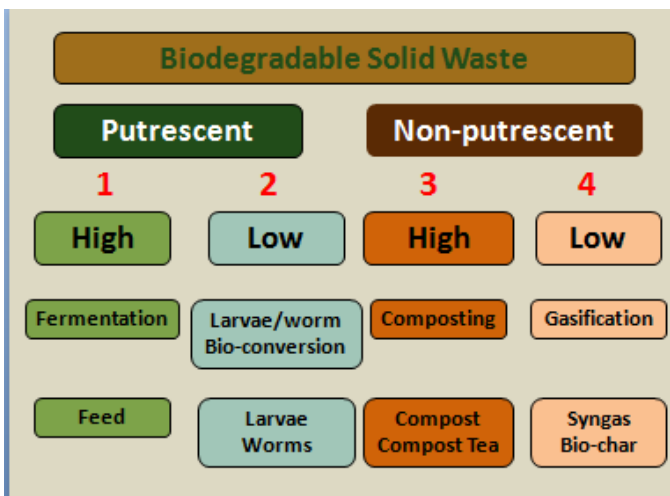 Biodegradable Solid Waste
Putrescent
Non-putrescent
1
2
3
4
High
Low
High
Low
Fermentation
Larvae/worm
Bio-conversion
Composting
Gasification
Feed
Larvae
Worms
Compost
Compost Tea
Syngas
Bio-char